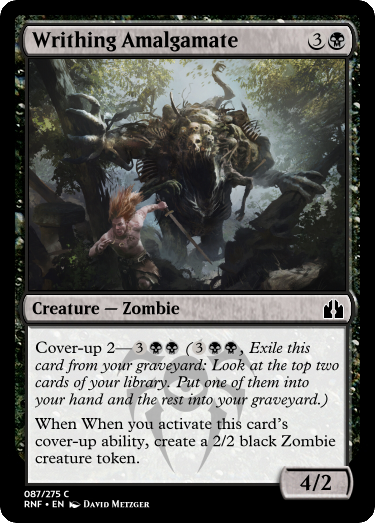 Writhing Amalgamate 3
Creature — Zombie
Cover-up 2—3 (3, Exile this
card from your graveyard: Look at the top two
cards of your library. Put one of them into
your hand and the rest into your graveyard.)
When When you activate this card's
cover-up ability, create a 2/2 black Zombie
creature token.
4/2
087/275 C
RNF • EN David Metzger